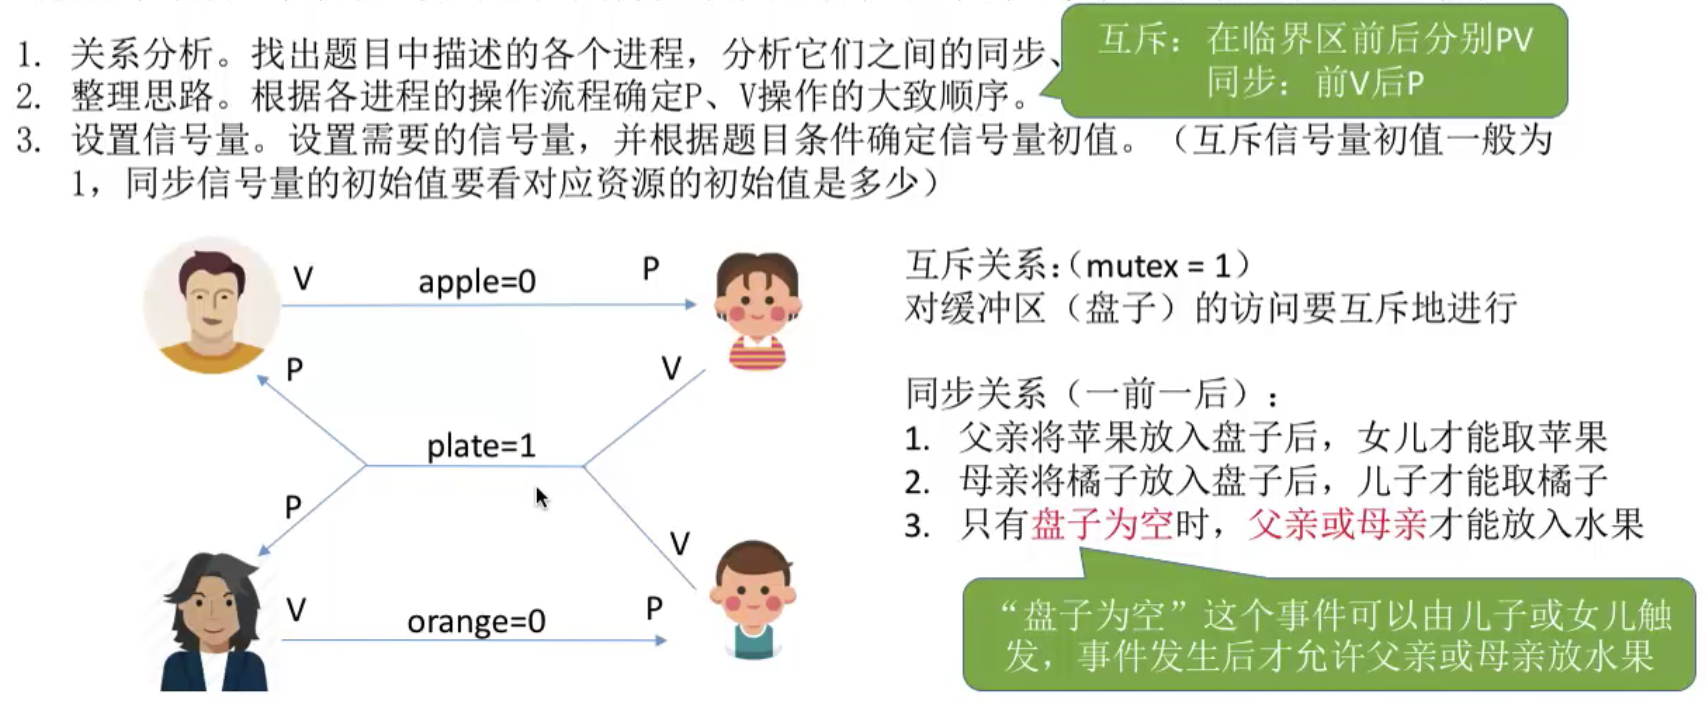 1. 关系分析。找出题目中描述的各个进程，分析它们之间的同步、
2. 整理思路。根据各进程的操作流程确定P、V操作的大致顺序。
3. 设置信号量。设置需要的信号量，并根据题目条件确定信号量初值。（互斥信号量初值一般为
1，同步信号量的初始值要看对应资源的初始值是多少）
互斥：在临界区前后分别PV
同步：前V后P
V apple=0 P
P V
plate=1
P V
V orange=0 P
互斥关系：（mutex = 1）
对缓冲区（盘子）的访问要互斥地进行
同步关系（一前一后）：
1. 父亲将苹果放入盘子后，女儿才能取苹果
2. 母亲将橘子放入盘子后，儿子才能取橘子
3. 只有盘子为空时，父亲或母亲才能放入水果
“盘子为空”这个事件可以由儿子或女儿触
发，事件发生后才允许父亲或母亲放水果